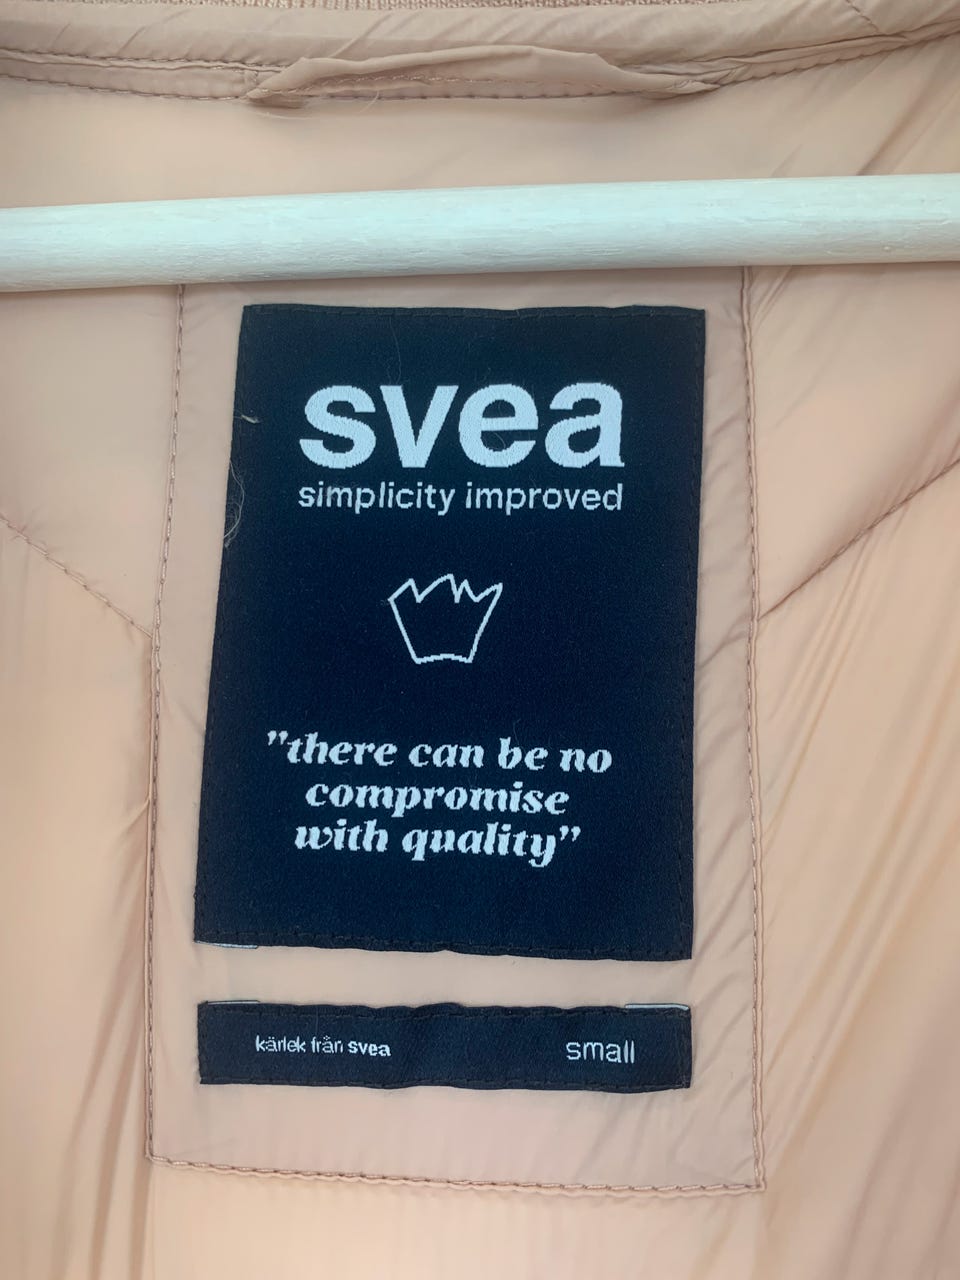 svea
simplicity improved
"there can be no
compromise
with quality"
kärlek från svea
small